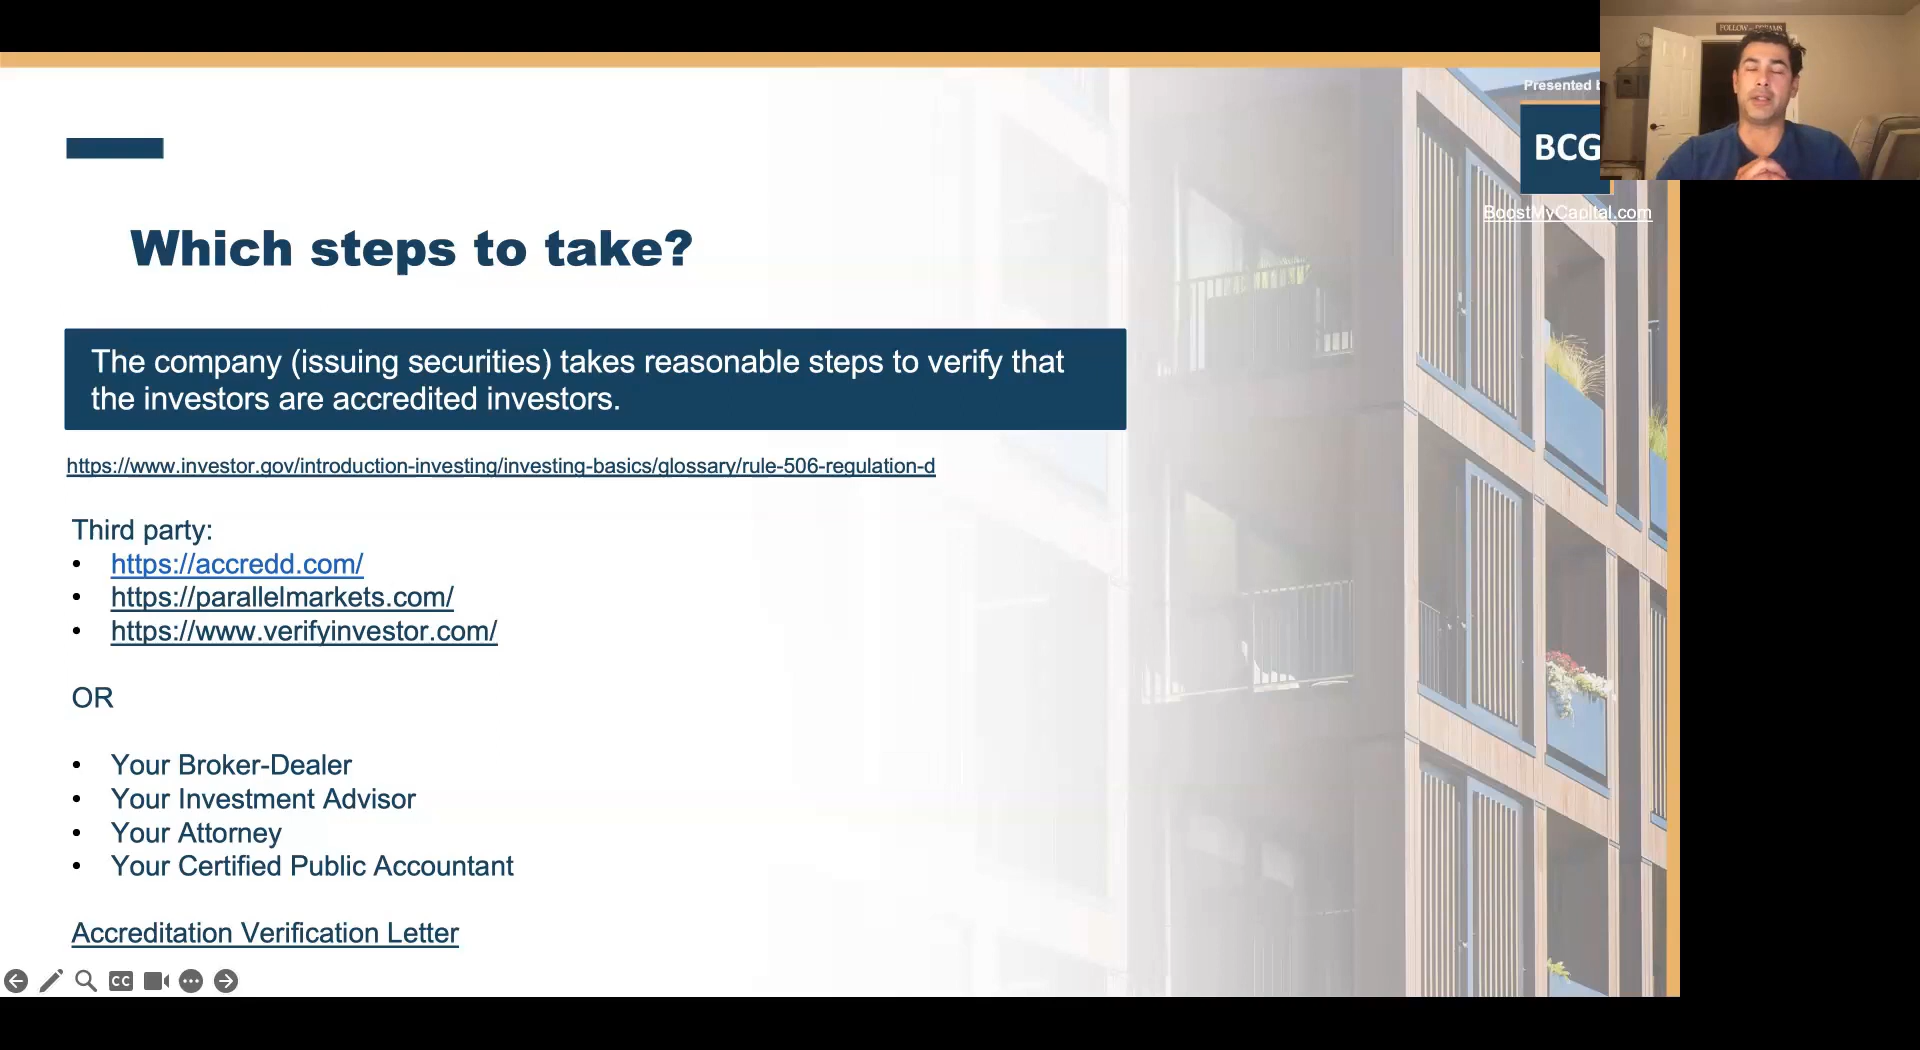 FOLLOW DREAMS
Presented
BCG
BoostMyCapital.com
Which steps to take?
The company (issuing securities) takes reasonable steps to verify that
the investors are accredited investors.
https://www.investor.gov/introduction-investing/investing-basics/glossary/rule-506-regulation-d
Third party:
• https://accredd.com/
• https://parallelmarkets.com/
• https://www.verifyinvestor.com/
OR
• Your Broker-Dealer
• Your Investment Advisor
• Your Attorney
• Your Certified Public Accountant
Accreditation Verification Letter
CC